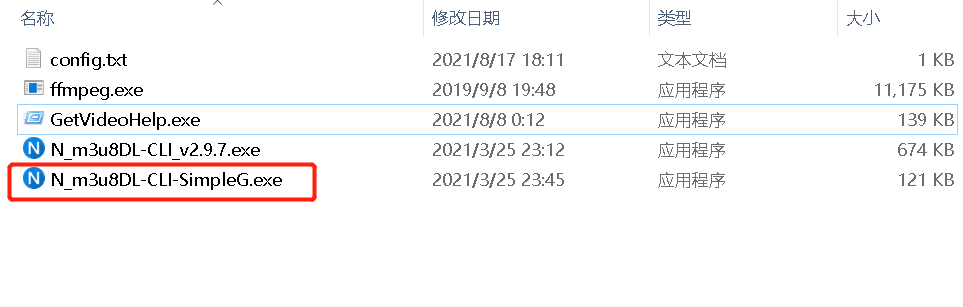 名称 修改日期 类型 大小
config.txt 2021/8/17 18:11 文本文档 1 KB
ffmpeg.exe 2019/9/8 19:48 应用程序 11,175 KB
GetVideoHelp.exe 2021/8/8 0:12 应用程序 139 KB
N_m3u8DL-CLI_v2.9.7.exe 2021/3/25 23:12 应用程序 674 KB
N_m3u8DL-CLI-SimpleG.exe 2021/3/25 23:45 应用程序 121 KB